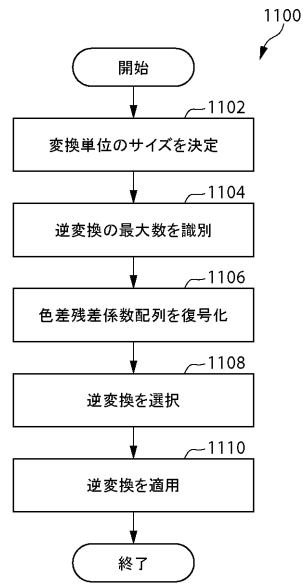 1100
開始
1102
変換単位のサイズを決定
1104
逆変換の最大数を識別
1106
色差残差係数配列を復号化
1108
逆変換を選択
1110
逆変換を適用
終了